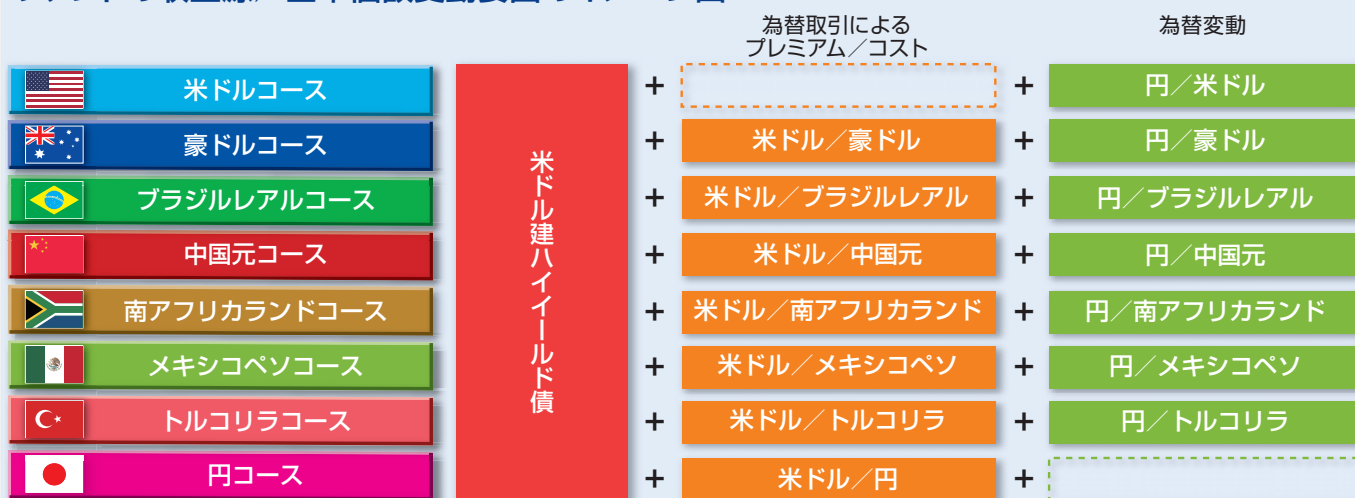 為替取引による
プレミアム／コスト
為替変動
米ドルコース
＋
＋
円／米ドル
豪ドルコース
＋
米ドル／豪ドル
＋
円／豪ドル
ブラジルレアルコース
＋
米ドル／ブラジルレアル
＋
円／ブラジルレアル
中国元コース
＋
米ドル／中国元
＋
円／中国元
南アフリカランドコース
＋
米ドル／南アフリカランド
＋
円／南アフリカランド
メキシコペソコース
＋
米ドル／メキシコペソ
＋
円／メキシコペソ
トルコリラコース
＋
米ドル／トルコリラ
＋
円／トルコリラ
円コース
＋
米ドル／円
＋
米ドル建ハイイールド債